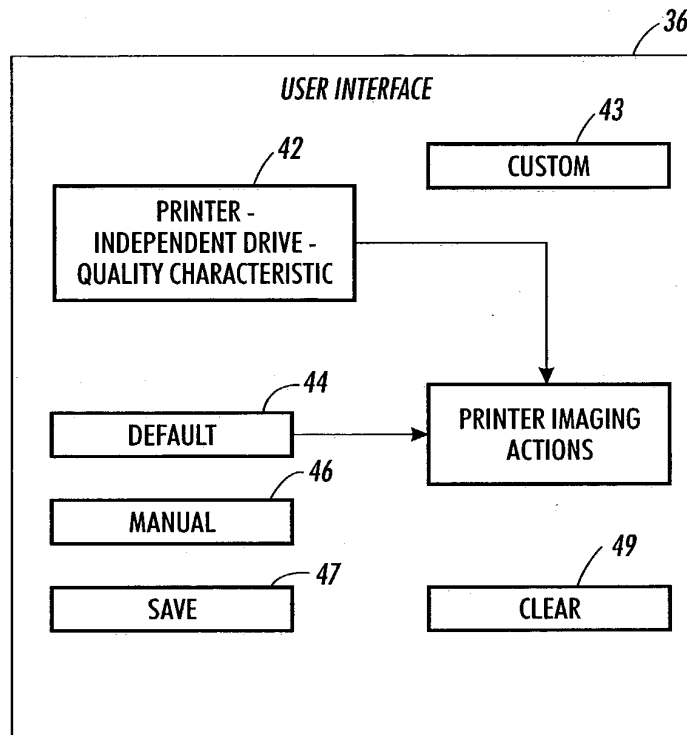 36
USER INTERFACE
43
CUSTOM
42
PRINTER -
INDEPENDENT DRIVE -
QUALITY CHARACTERISTIC
44
DEFAULT
PRINTER IMAGING
ACTIONS
46
MANUAL
47
SAVE
49
CLEAR